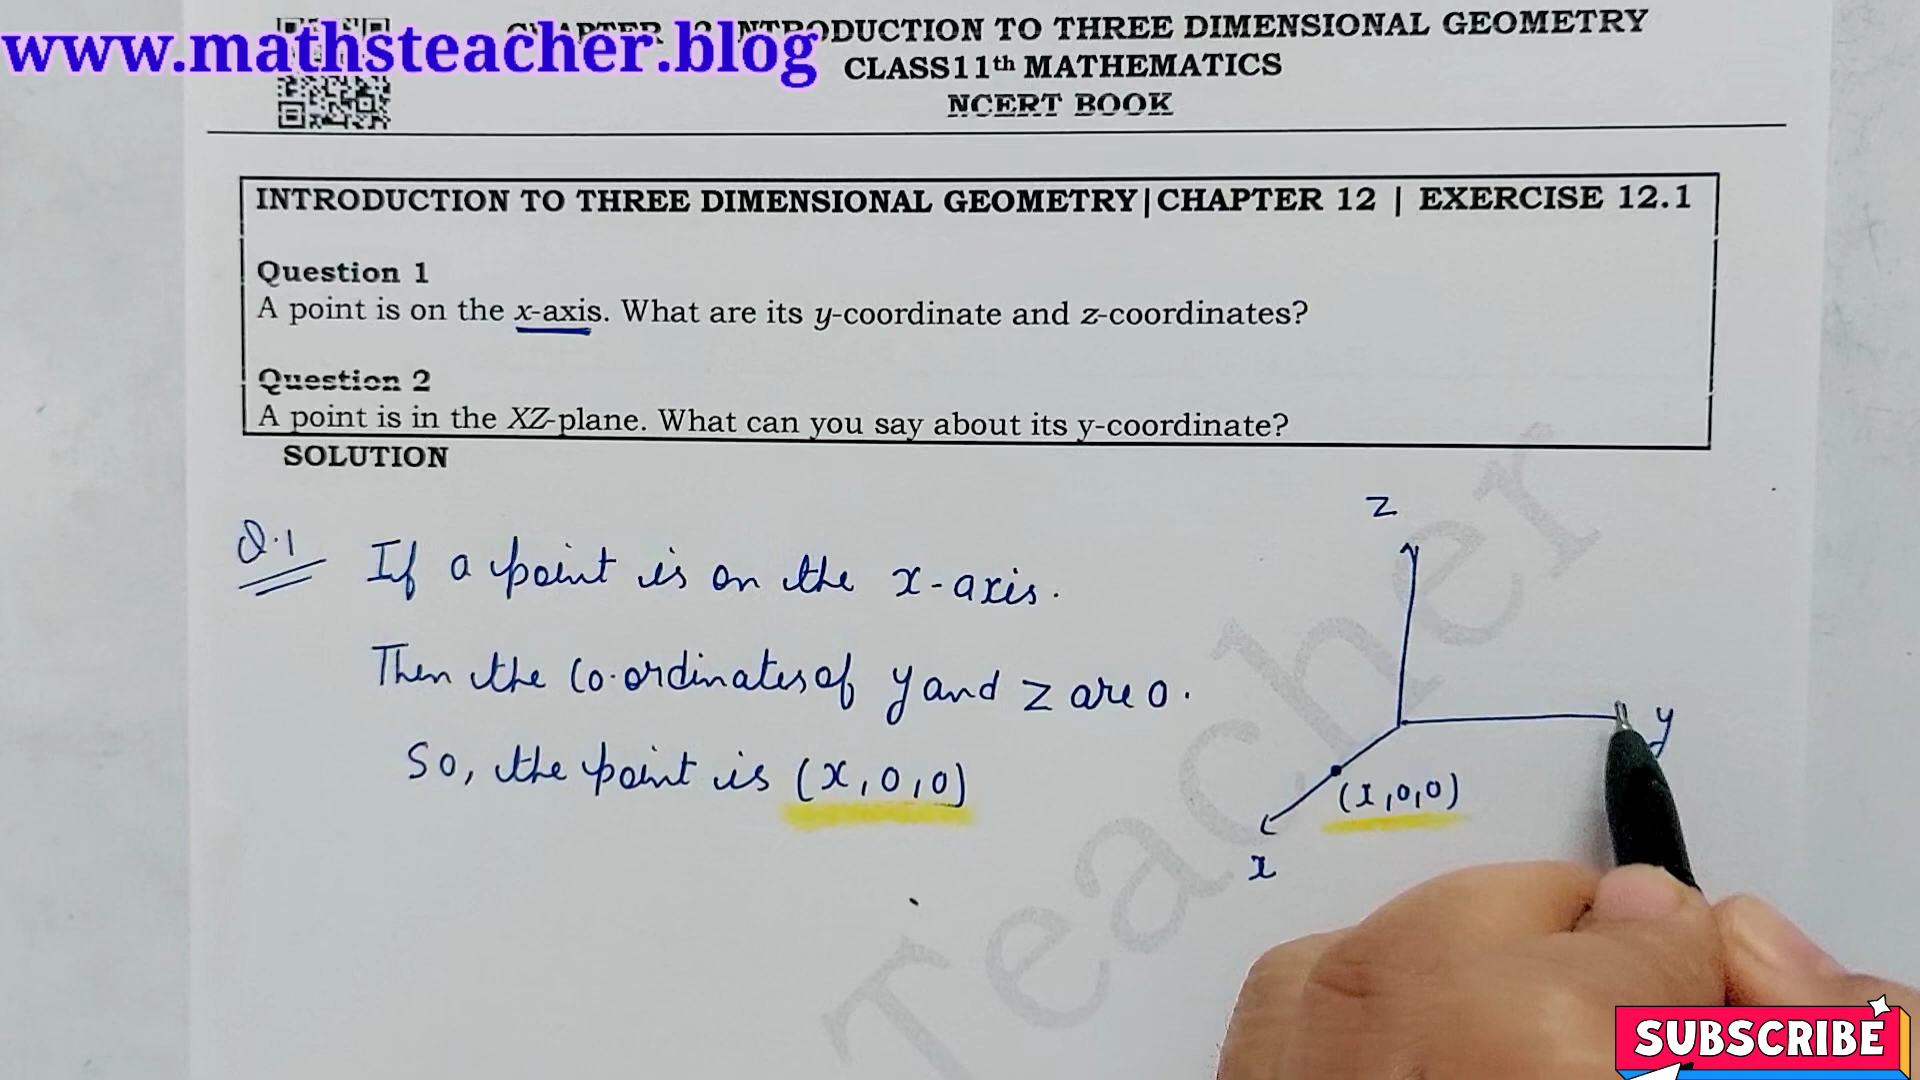 www.mathsteacher.blog
INTRODUCTION TO THREE DIMENSIONAL GEOMETRY
CLASS11th MATHEMATICS
NCERT BOOK
INTRODUCTION TO THREE DIMENSIONAL GEOMETRY|CHAPTER 12 | EXERCISE 12.1
Question 1
A point is on the x-axis. What are its y-coordinate and z-coordinates?
Question 2
A point is in the XZ-plane. What can you say about its y-coordinate?
SOLUTION
Q.1 If a point is on the x-axis.
Then the Co-ordinates of y and z are 0.
So, the point is (x,0,0)
z
y
(x,0,0)
x
Teacher
SUBSCRIBE